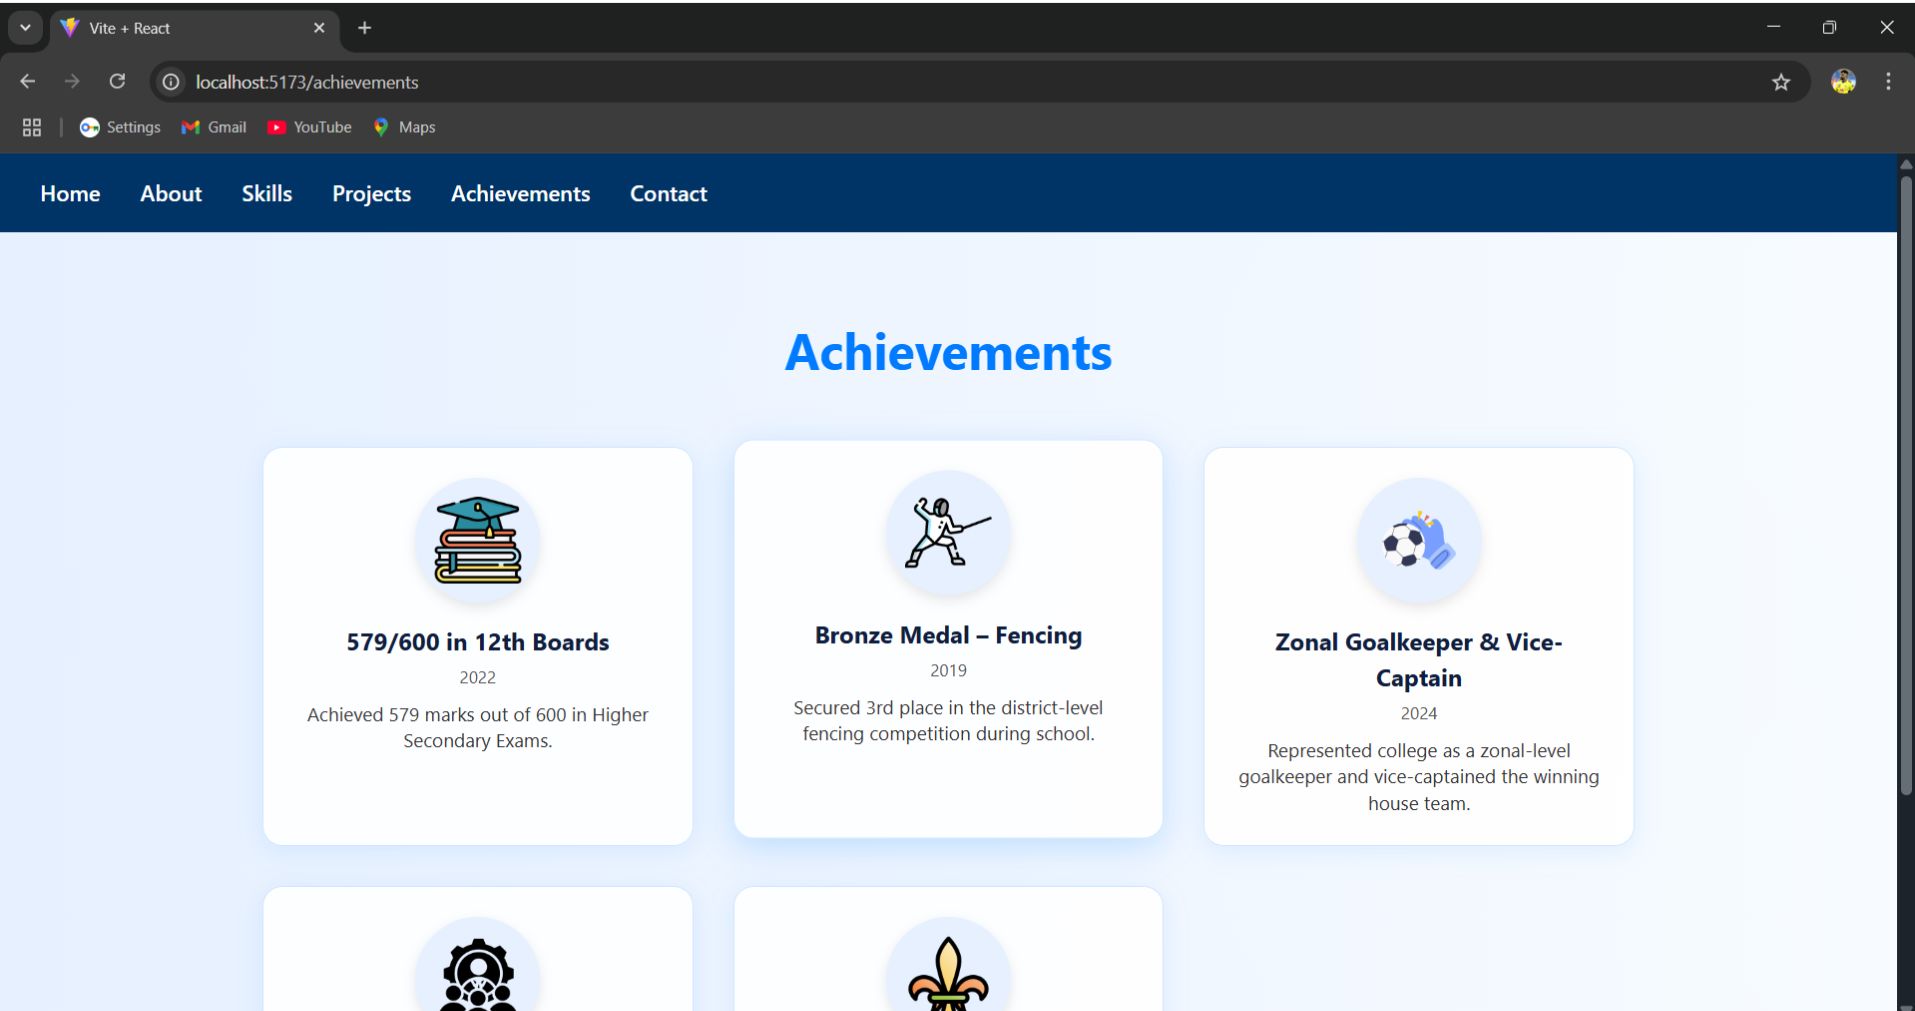 Vite + React
localhost:5173/achievements
Settings Gmail YouTube Maps
Home About Skills Projects Achievements Contact
Achievements
579/600 in 12th Boards
2022
Achieved 579 marks out of 600 in Higher
Secondary Exams.
Bronze Medal – Fencing
2019
Secured 3rd place in the district-level
fencing competition during school.
Zonal Goalkeeper & Vice-
Captain
2024
Represented college as a zonal-level
goalkeeper and vice-captained the winning
house team.